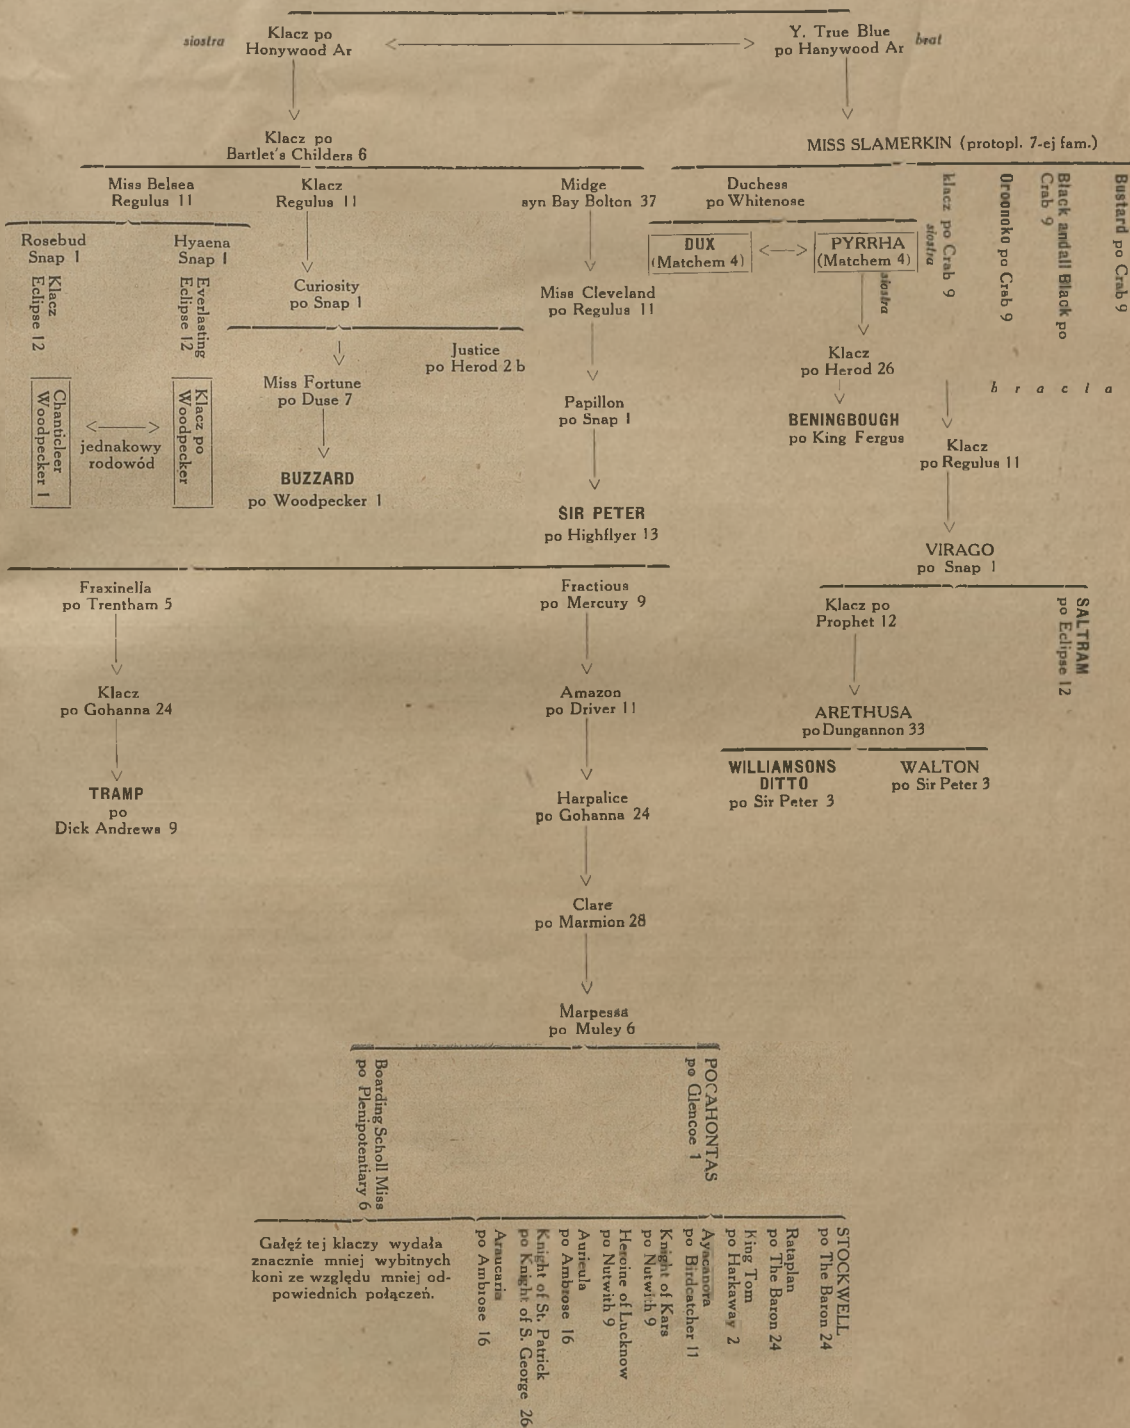 siostra
Klacz po
Honywood Ar
Y. True Blue
po Hanywood Ar
brat
Klacz po
Bartlet's Childers 6
MISS SLAMERKIN (protopl. 7-ej fam.)
Miss Belsea
Regulus 11
Klacz
Regulus 11
Midge
syn Bay Bolton 37
Duchess
po Whitenose
klacz po Crab 9
siostra
Oroonoko po Crab 9
Black andall Black po
Crab 9
Bustard po Crab 9
Rosebud
Snap 1
Hyaena
Snap 1
DUX
(Matchem 4)
PYRRHA
(Matchem 4)
siostra
Klacz
Eclipse 12
Everlasting
Eclipse 12
Curiosity
po Snap 1
Miss Cleveland
po Regulus 11
Justice
po Herod 2 b
Klacz
po Herod 26
Miss Fortune
po Duse 7
bracia
Chanticleer
Woodpecker 1
jednakowy
rodowód
Klacz po
Woodpecker
Papillon
po Snap 1
BENINGBOUGH
po King Fergus
Klacz
po Regulus 11
BUZZARD
po Woodpecker 1
SIR PETER
po Highflyer 13
VIRAGO
po Snap 1
Fraxinella
po Trentham 5
Fractious
po Mercury 9
Klacz po
Prophet 12
SALTRAM
po Eclipse 12
Klacz
po Gohanna 24
Amazon
po Driver 11
ARETHUSA
po Dungannon 33
WILLIAMSONS
DITTO
po Sir Peter 3
WALTON
po Sir Peter 3
TRAMP
po
Dick Andrews 9
Harpalice
po Gohanna 24
Clare
po Marmion 28
Marpessa
po Muley 6
Boarding Scholl Miss
po Plenipotentiary 6
POCAHONTAS
po Glencoe 1
Gałęź tej klaczy wydała
znacznie mniej wybitnych
koni ze względu mniej od-
powiednich połączeń.
Araucaria
po Ambrose 16
Knight of St. Patrick
po Knight of S. George 26
Auricula
po Ambrose 16
Heroine of Lucknow
po Nutwith 9
Knight of Kars
po Nutwith 9
Ayacanora
po Birdcatcher 11
King Tom
po Harkaway 2
Rataplan
po The Baron 24
STOCKWELL
po The Baron 24